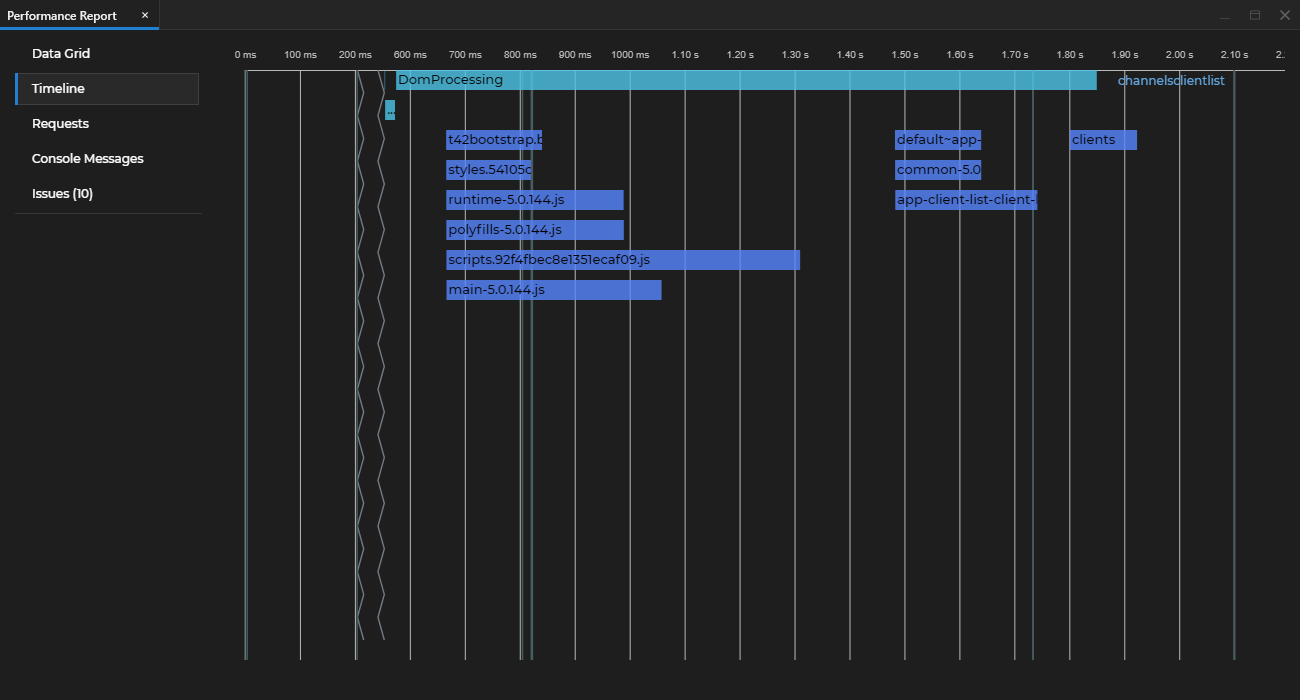 Performance Report ×
Data Grid
Timeline
Requests
Console Messages
Issues (10)
0 ms 100 ms 200 ms 600 ms 700 ms 800 ms 900 ms 1000 ms 1.10 s 1.20 s 1.30 s 1.40 s 1.50 s 1.60 s 1.70 s 1.80 s 1.90 s 2.00 s 2.10 s 2.
DomProcessing channelsclientlist
...
t42bootstrap.b default~app- clients
styles.54105c common-5.0
runtime-5.0.144.js app-client-list-client-
polyfills-5.0.144.js
scripts.92f4fbec8e1351ecaf09.js
main-5.0.144.js